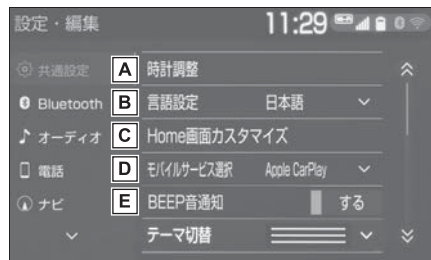 設定・編集 11:29
共通設定 A 時計調整
Bluetooth B 言語設定 日本語
オーディオ C Home画面カスタマイズ
電話 D モバイルサービス選択 Apple CarPlay
ナビ E BEEP音通知 する
テーマ切替